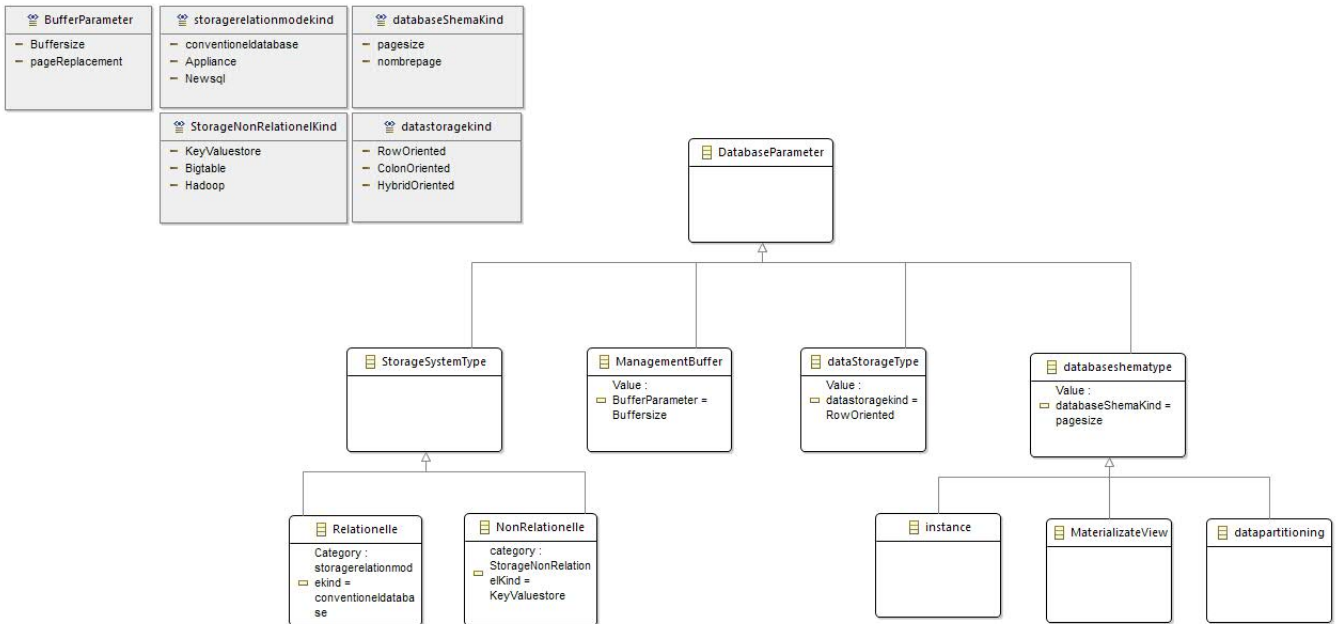 BufferParameter
Buffersize
pageReplacement
storagerelationmodekind
conventioneldatabase
Appliance
Newsql
databaseShemaKind
pagesize
nombrepage
StorageNonRelationelKind
KeyValuestore
Bigtable
Hadoop
datastoragekind
RowOriented
ColonOriented
HybridOriented
DatabaseParameter
StorageSystemType
ManagementBuffer
Value :
BufferParameter =
Buffersize
dataStorageType
Value :
datastoragekind =
RowOriented
databaseshematype
Value :
databaseShemaKind =
pagesize
Relationelle
Category :
storagerelationmod
ekind =
conventioneldataba
se
NonRelationelle
category :
StorageNonRelation
elKind =
KeyValuestore
instance
MaterializateView
datapartitioning